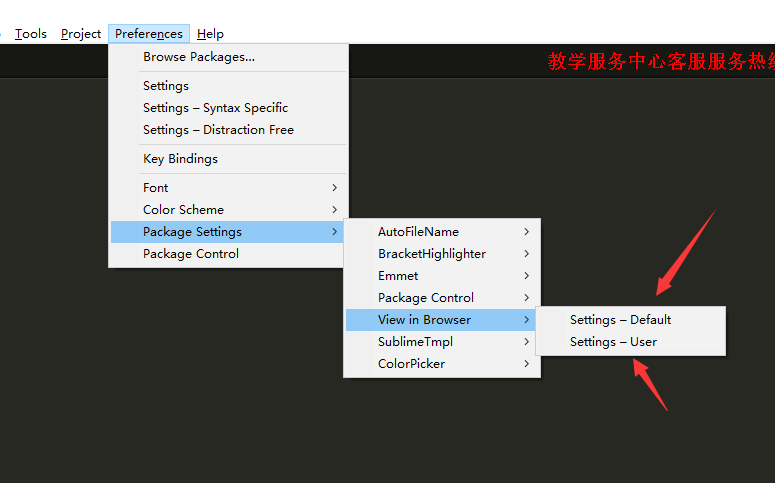 Tools Project Preferences Help
教学服务中心客服服务热
Browse Packages...
Settings
Settings – Syntax Specific
Settings – Distraction Free
Key Bindings
Font
Color Scheme
Package Settings
Package Control
AutoFileName
BracketHighlighter
Emmet
Package Control
View in Browser
SublimeTmpl
ColorPicker
Settings – Default
Settings – User